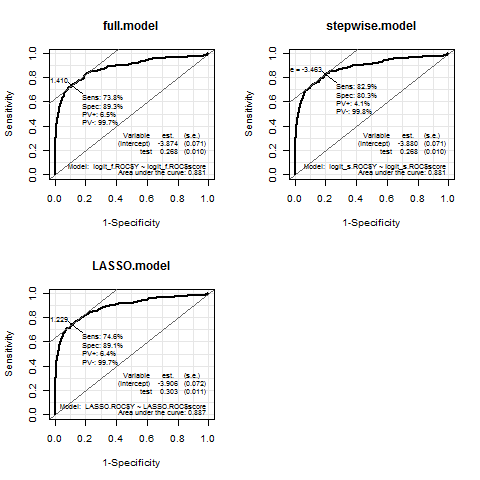 full.model
1.0
0.8
0.6
0.4
0.2
0.0
Sensitivity
1.410
Sens: 73.8%
Spec: 89.3%
PV+: 6.5%
PV-: 99.7%
Variable est. (s.e.)
(Intercept) -3.874 (0.071)
test 0.268 (0.010)
Model: logit_f.ROC$Y ~ logit_f.ROC$score
Area under the curve: 0.881
0.0 0.2 0.4 0.6 0.8 1.0
1-Specificity
stepwise.model
1.0
0.8
0.6
0.4
0.2
0.0
Sensitivity
e = -3.463
Sens: 82.9%
Spec: 80.3%
PV+: 4.1%
PV-: 99.8%
Variable est. (s.e.)
(Intercept) -3.880 (0.071)
test 0.268 (0.010)
Model: logit_s.ROC$Y ~ logit_s.ROC$score
Area under the curve: 0.881
0.0 0.2 0.4 0.6 0.8 1.0
1-Specificity
LASSO.model
1.0
0.8
0.6
0.4
0.2
0.0
Sensitivity
1.229
Sens: 74.6%
Spec: 89.1%
PV+: 6.4%
PV-: 99.7%
Variable est. (s.e.)
(Intercept) -3.906 (0.072)
test 0.303 (0.011)
Model: LASSO.ROC$Y ~ LASSO.ROC$score
Area under the curve: 0.887
0.0 0.2 0.4 0.6 0.8 1.0
1-Specificity